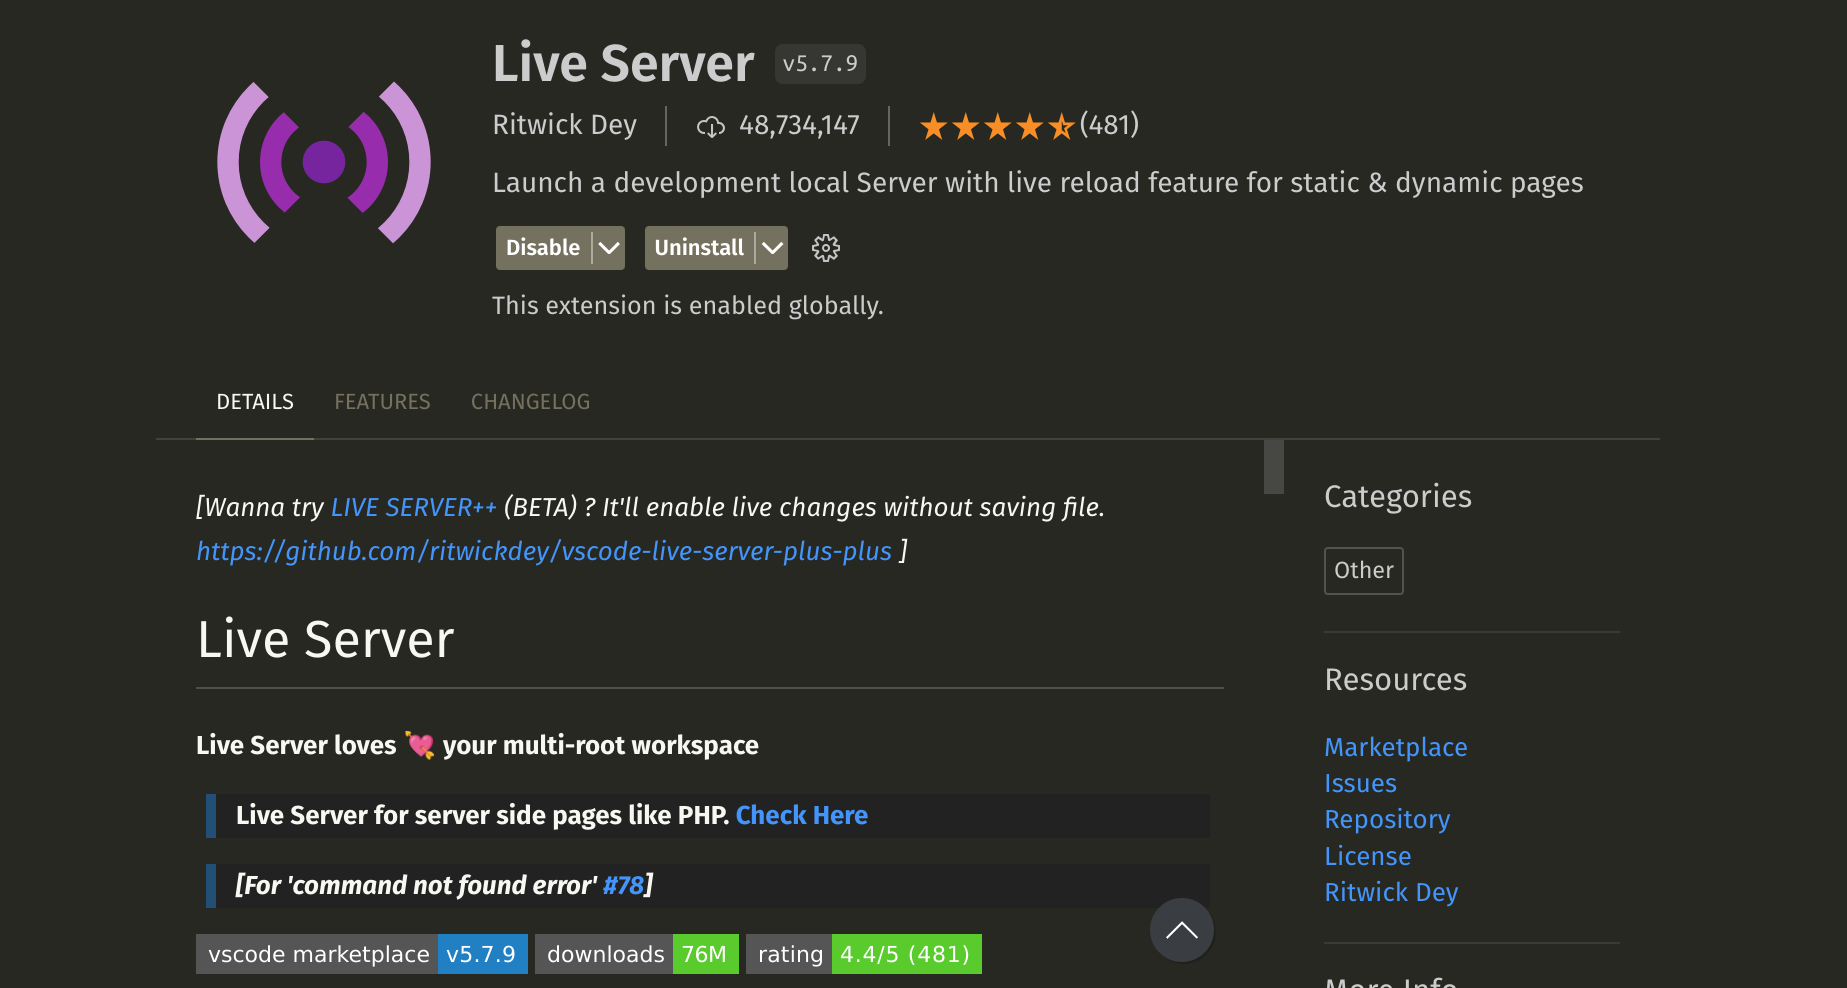 Live Server v5.7.9
Ritwick Dey 48,734,147 (481)
Launch a development local Server with live reload feature for static & dynamic pages
Disable Uninstall
This extension is enabled globally.
DETAILS FEATURES CHANGELOG
[Wanna try LIVE SERVER++ (BETA) ? It'll enable live changes without saving file.
https://github.com/ritwickdey/vscode-live-server-plus-plus ]
Live Server
Live Server loves 💘 your multi-root workspace
Live Server for server side pages like PHP. Check Here
[For 'command not found error' #78]
vscode marketplace v5.7.9 downloads 76M rating 4.4/5 (481)
Categories
Other
Resources
Marketplace
Issues
Repository
License
Ritwick Dey
More Info